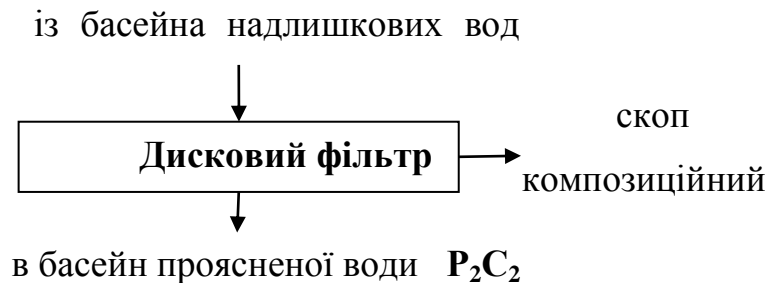 із басейна надлишкових вод
Дисковий фільтр
скоп
композиційний
в басейн проясненої води P₂C₂